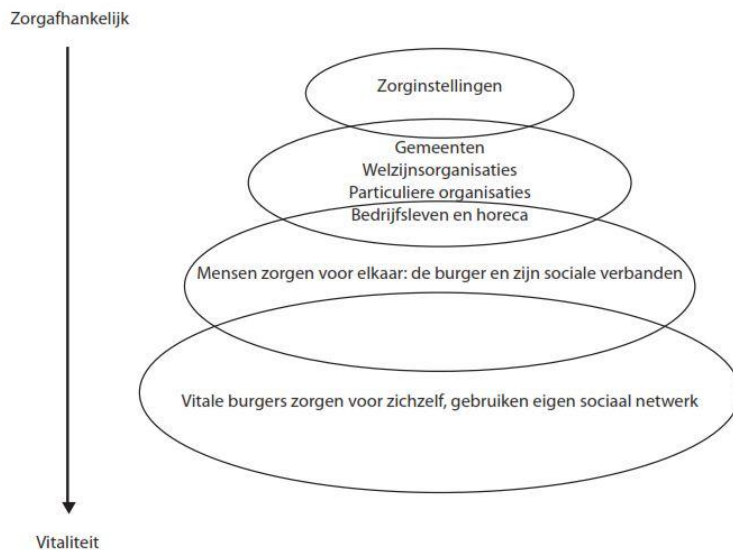 Zorgafhankelijk
Zorginstellingen
Gemeenten
Welzijnsorganisaties
Particuliere organisaties
Bedrijfsleven en horeca
Mensen zorgen voor elkaar: de burger en zijn sociale verbanden
Vitale burgers zorgen voor zichzelf, gebruiken eigen sociaal netwerk
Vitaliteit